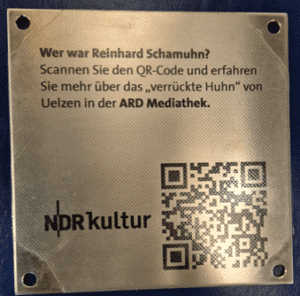 Wer war Reinhard Schamuhn?
Scannen Sie den QR-Code und erfahren
Sie mehr über das „verrückte Huhn“ von
Uelzen in der ARD Mediathek.
NDR kultur